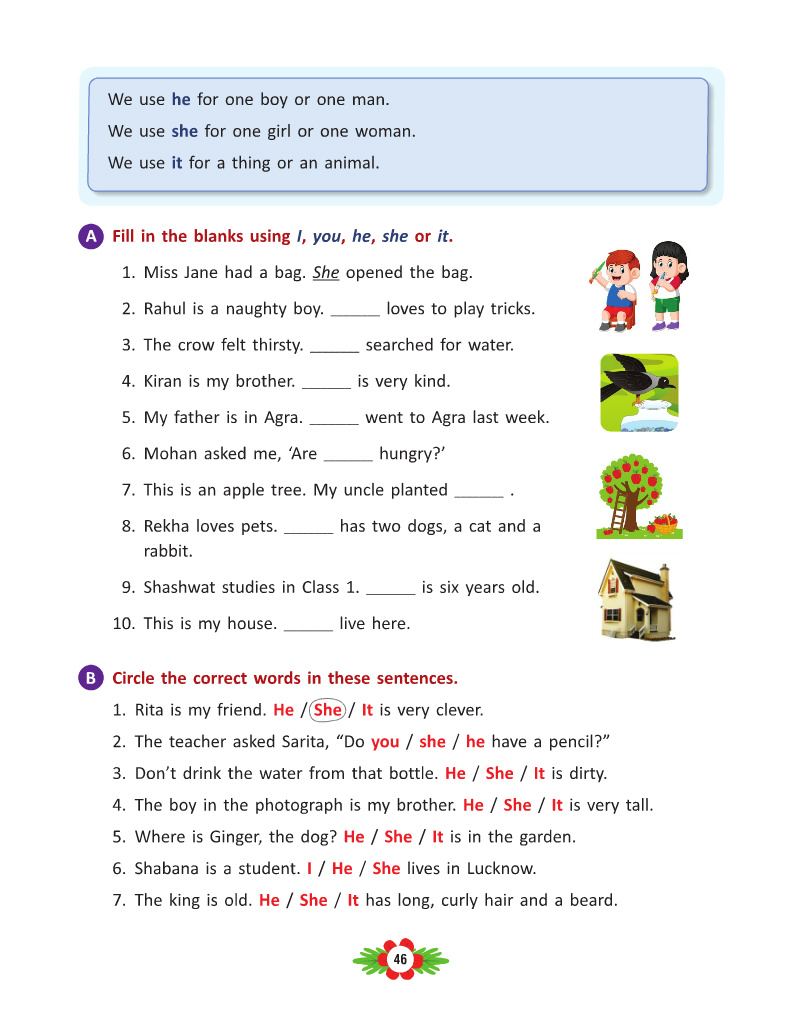 We use he for one boy or one man.
We use she for one girl or one woman.
We use it for a thing or an animal.
A Fill in the blanks using I, you, he, she or it.
1. Miss Jane had a bag. She opened the bag.
2. Rahul is a naughty boy. ______ loves to play tricks.
3. The crow felt thirsty. ______ searched for water.
4. Kiran is my brother. ______ is very kind.
5. My father is in Agra. ______ went to Agra last week.
6. Mohan asked me, ‘Are ______ hungry?’
7. This is an apple tree. My uncle planted ______ .
8. Rekha loves pets. ______ has two dogs, a cat and a
rabbit.
9. Shashwat studies in Class 1. ______ is six years old.
10. This is my house. ______ live here.
B Circle the correct words in these sentences.
1. Rita is my friend. He / She / It is very clever.
2. The teacher asked Sarita, “Do you / she / he have a pencil?”
3. Don’t drink the water from that bottle. He / She / It is dirty.
4. The boy in the photograph is my brother. He / She / It is very tall.
5. Where is Ginger, the dog? He / She / It is in the garden.
6. Shabana is a student. I / He / She lives in Lucknow.
7. The king is old. He / She / It has long, curly hair and a beard.
46